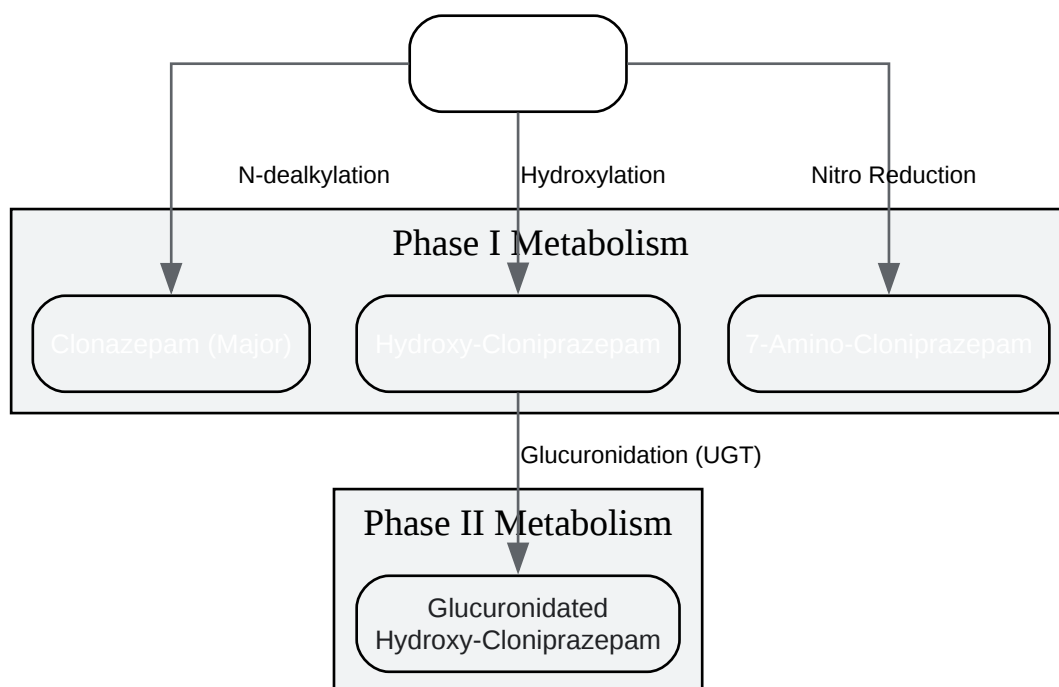 N-dealkylation
Hydroxylation
Nitro Reduction
Phase I Metabolism
Clonazepam (Major)
Hydroxy-Cloniprazepam
7-Amino-Cloniprazepam
Glucuronidation (UGT)
Phase II Metabolism
Glucuronidated
Hydroxy-Cloniprazepam